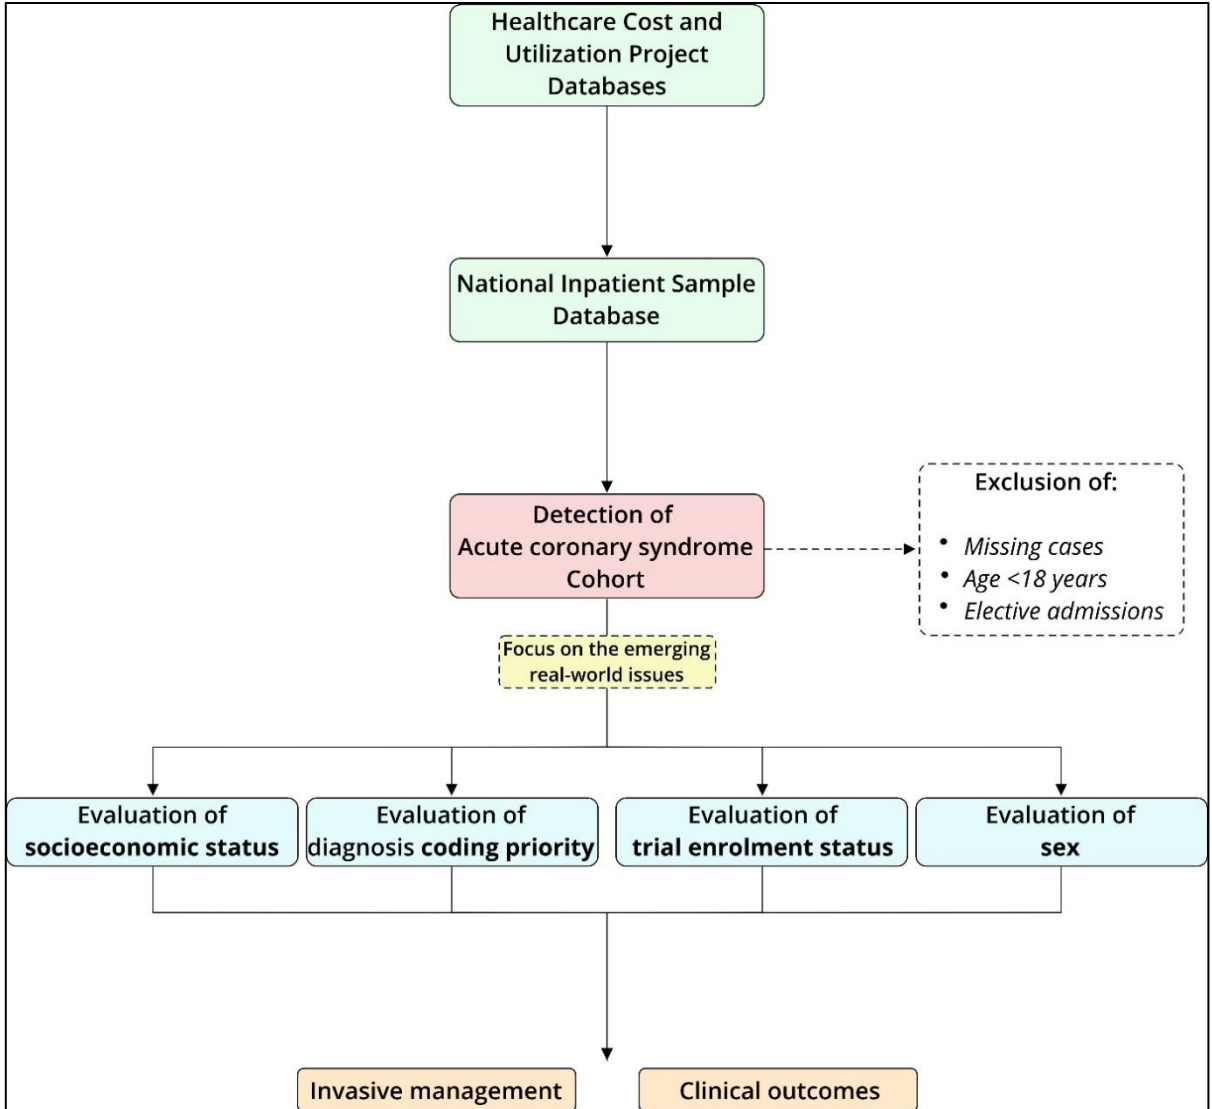 Healthcare Cost and
Utilization Project
Databases
National Inpatient Sample
Database
Detection of
Acute coronary syndrome
Cohort
Exclusion of:
• Missing cases
• Age <18 years
• Elective admissions
Focus on the emerging
real-world issues
Evaluation of
socioeconomic status
Evaluation of
diagnosis coding priority
Evaluation of
trial enrolment status
Evaluation of
sex
Invasive management
Clinical outcomes